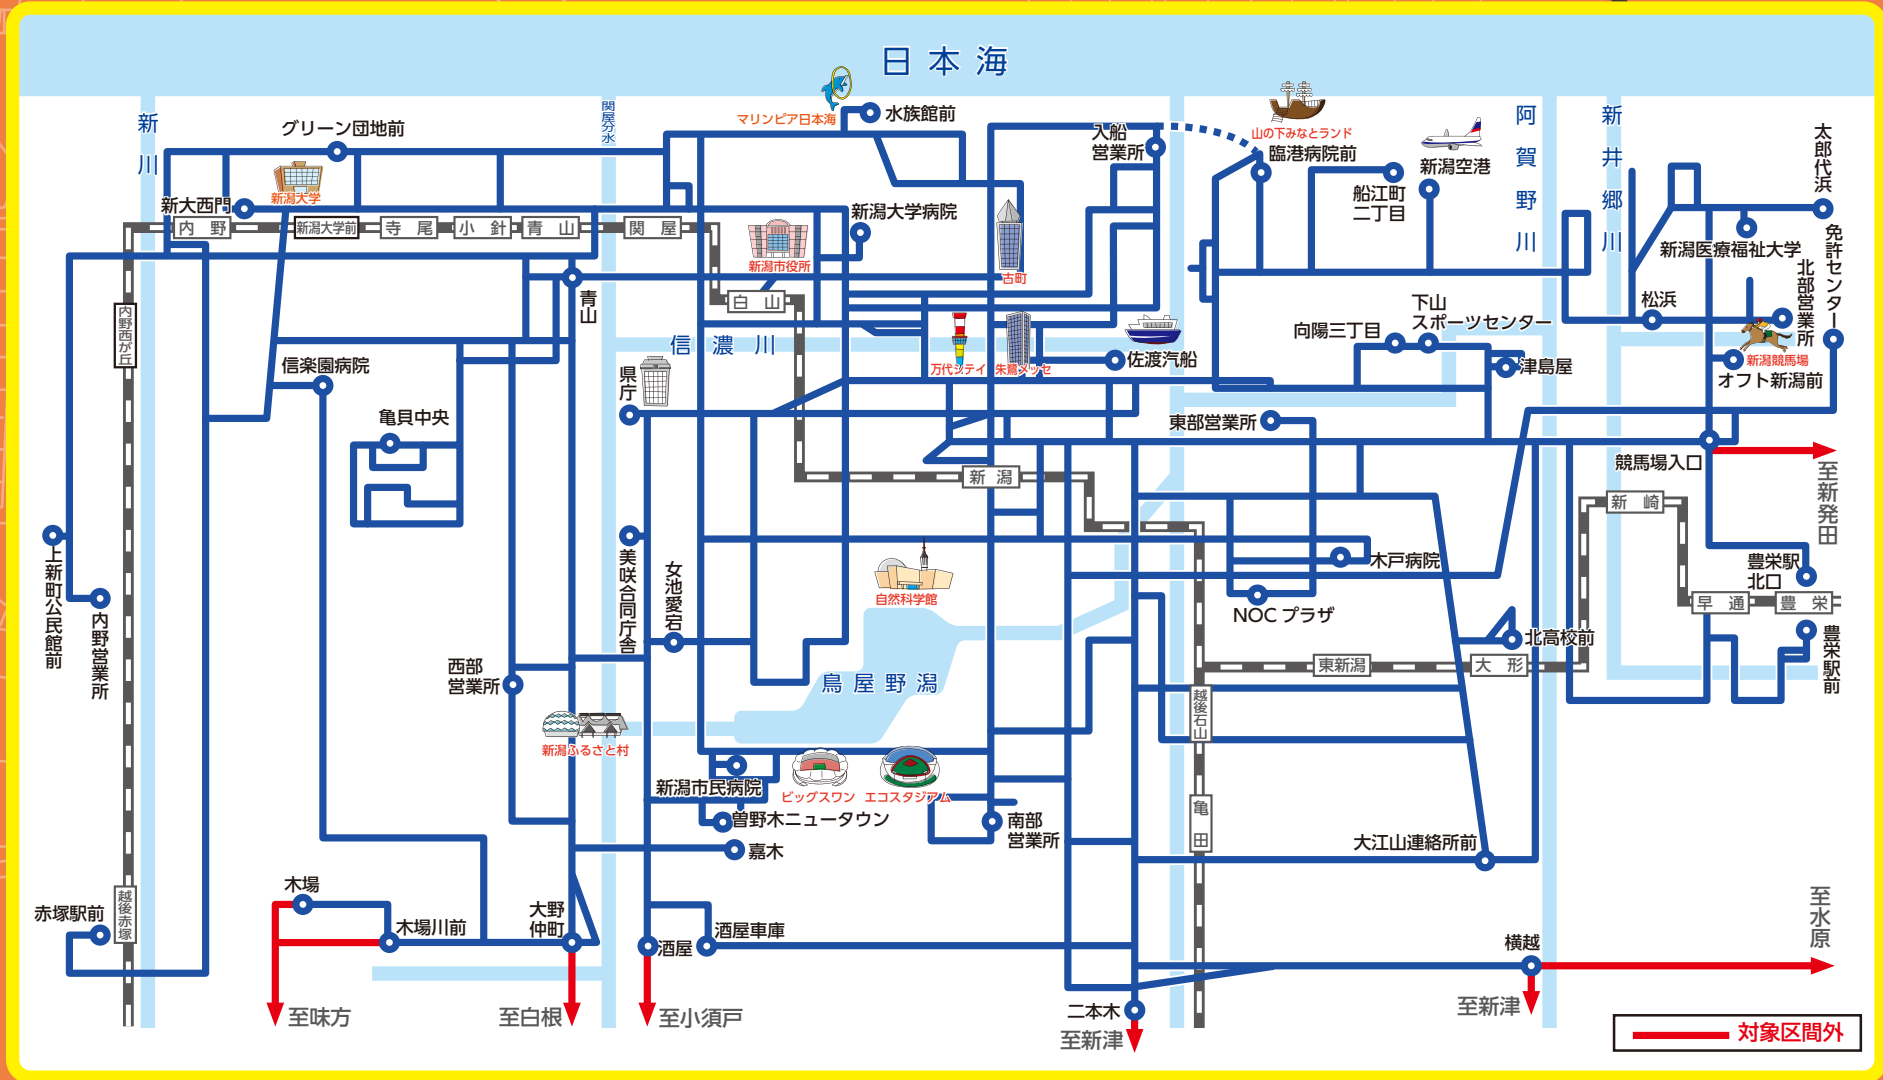 日本海
新川
関屋分水
阿賀野川
新井郷川
太郎代浜
マリンピア日本海
水族館前
グリーン団地前
入船
営業所
山の下みなとランド
臨港病院前
船江町
二丁目
新潟空港
新潟大学
新大西門
新潟大学病院
新潟医療福祉大学
免許センター
内野
新潟大学前
寺尾
小針
青山
関屋
新潟市役所
古町
北部営業所
松浜
青山
白山
内野西が丘
信濃川
万代シテイ
朱鷺メッセ
佐渡汽船
向陽三丁目
下山
スポーツセンター
津島屋
新潟競馬場
オフト新潟前
信楽園病院
県庁
亀貝中央
東部営業所
競馬場入口
至新発田
新潟
新崎
上新町公民館前
内野営業所
美咲合同庁舎
女池愛宕
自然科学館
木戸病院
NOCプラザ
豊栄駅
北口
早通
豊栄
豊栄駅前
北高校前
東新潟
大形
西部
営業所
鳥屋野潟
越後石山
新潟ふるさと村
新潟市民病院
ビッグスワン
エコスタジアム
曽野木ニュータウン
南部
営業所
亀田
嘉木
大江山連絡所前
木場
越後赤塚
赤塚駅前
木場川前
大野
仲町
酒屋
酒屋車庫
横越
至水原
至味方
至白根
至小須戸
二本木
至新津
至新津
対象区間外